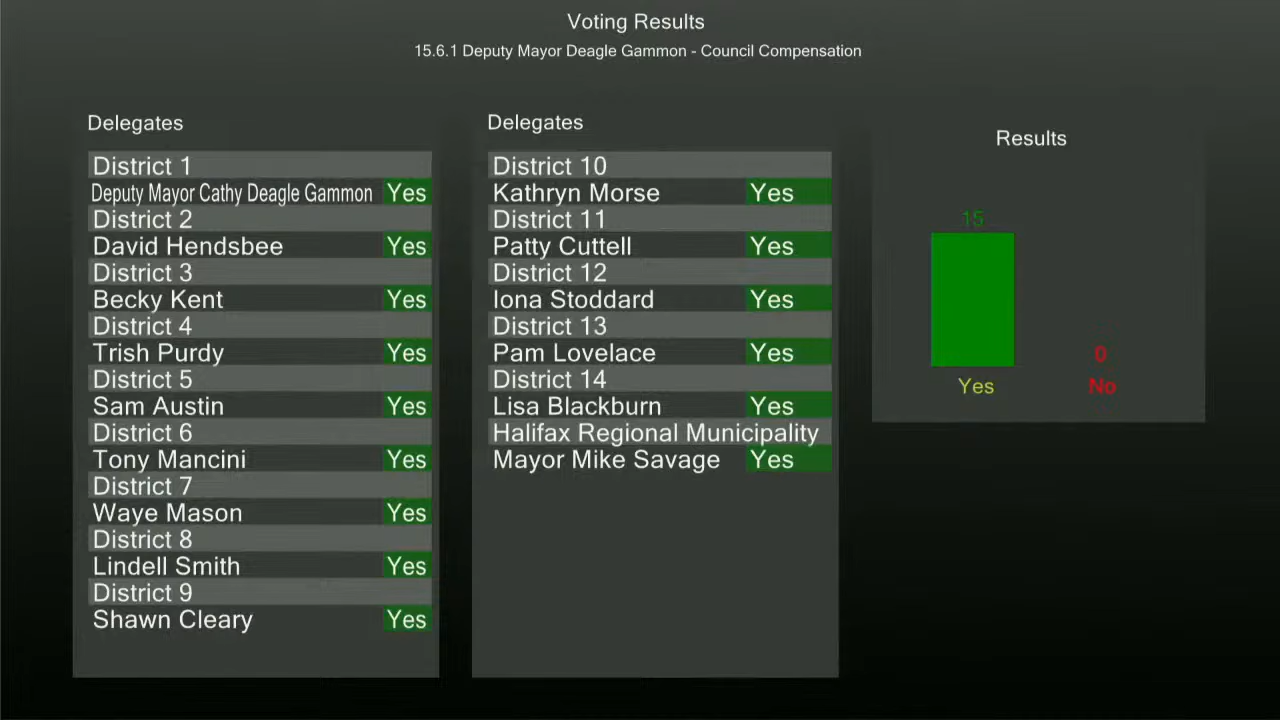 Voting Results
15.6.1 Deputy Mayor Deagle Gammon - Council Compensation
Delegates
District 1
Deputy Mayor Cathy Deagle Gammon Yes
District 2
David Hendsbee Yes
District 3
Becky Kent Yes
District 4
Trish Purdy Yes
District 5
Sam Austin Yes
District 6
Tony Mancini Yes
District 7
Waye Mason Yes
District 8
Lindell Smith Yes
District 9
Shawn Cleary Yes
Delegates
District 10
Kathryn Morse Yes
District 11
Patty Cuttell Yes
District 12
Iona Stoddard Yes
District 13
Pam Lovelace Yes
District 14
Lisa Blackburn Yes
Halifax Regional Municipality
Mayor Mike Savage Yes
Results
15
0
Yes No